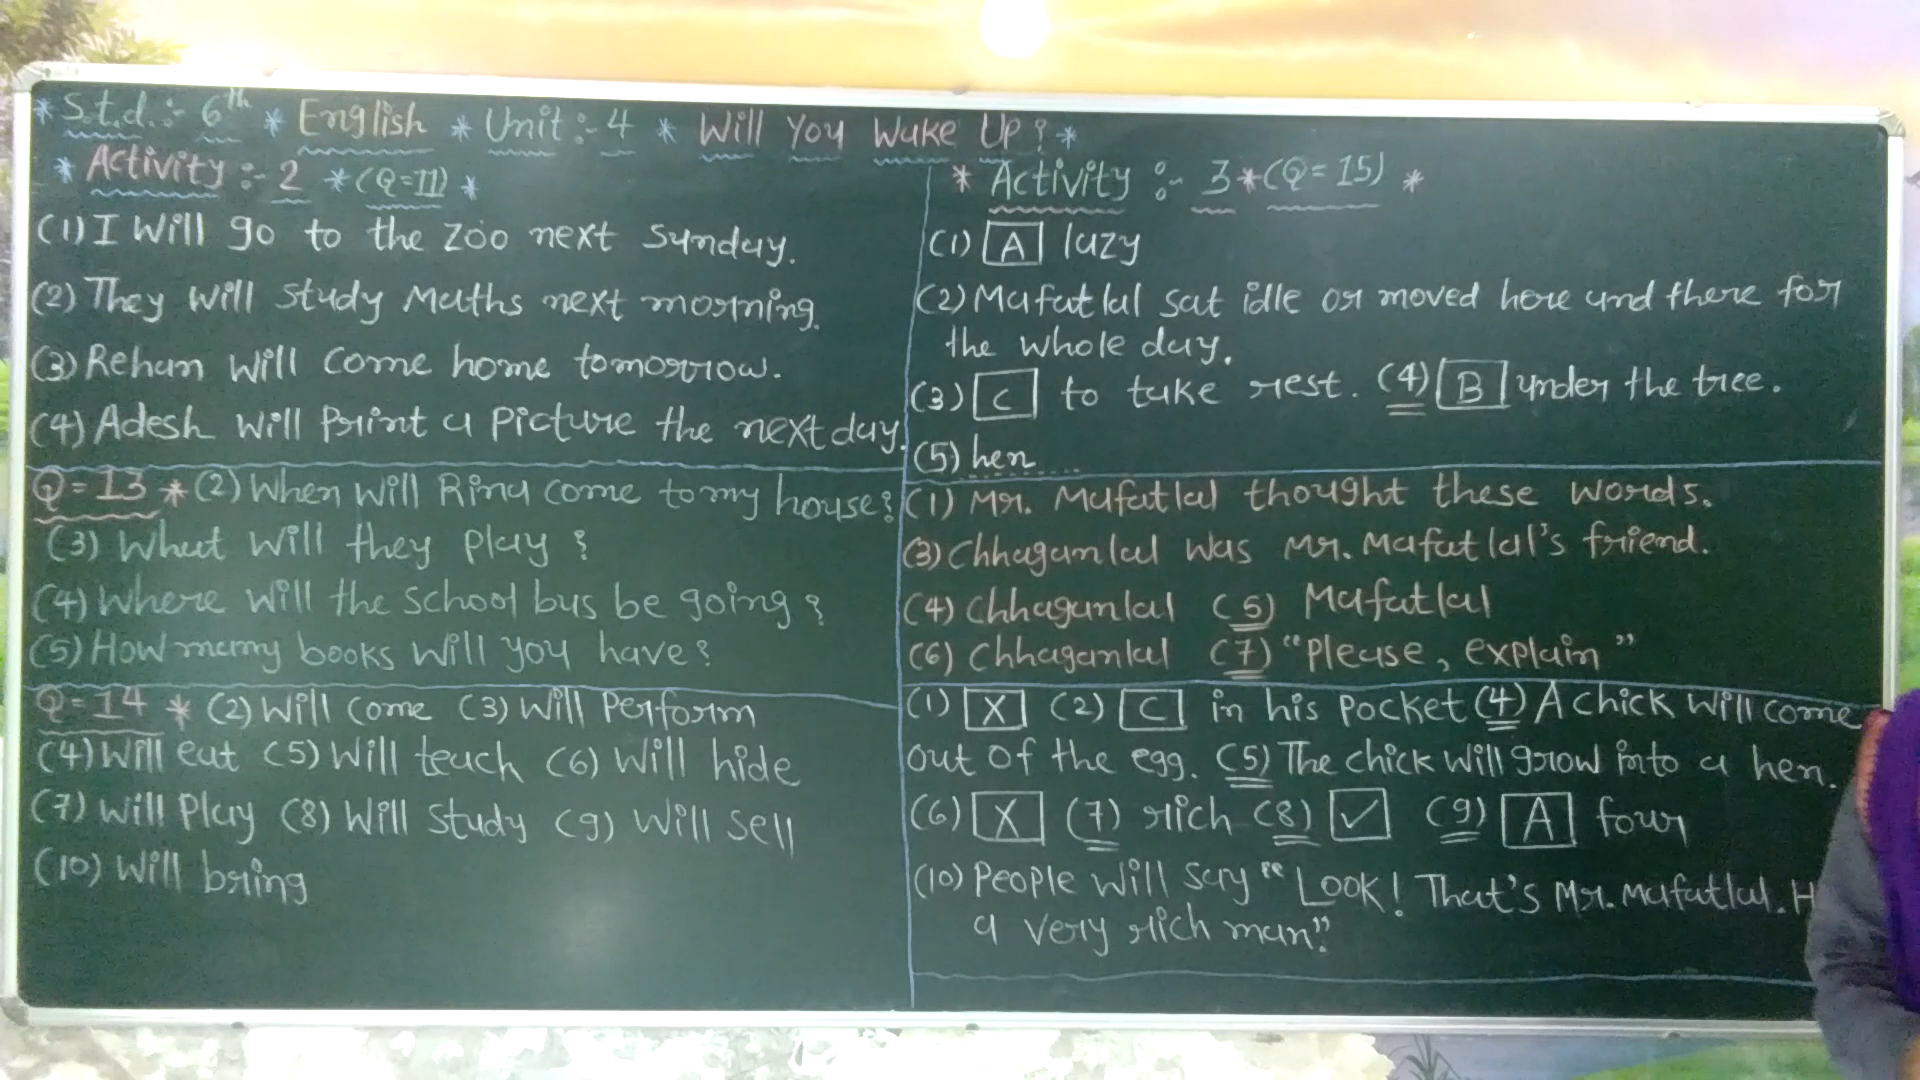 * S.t.d. :- 6th * English * Unit :- 4 * Will You Wake Up? *
* Activity :- 2 * (Q=11) *
(1) I Will go to the zoo next Sunday.
(2) They will study Maths next morning.
(3) Rehan will come home tomorrow.
(4) Adesh will print a picture the next day.
Q=13 * (2) When will Rina come to my house?
(3) What will they play?
(4) Where will the school bus be going?
(5) How many books will you have?
Q=14 * (2) Will come (3) Will Perform
(4) Will eat (5) Will teach (6) Will hide
(7) Will Play (8) Will study (9) Will sell
(10) Will bring
* Activity :- 3 * (Q=15) *
(1) A lazy
(2) Mafatlal sat idle or moved here and there for
the whole day.
(3) C to take rest. (4) B under the tree.
(5) hen....
(1) Mr. Mafatlal thought these words.
(3) Chhaganlal was Mr. Mafatlal's friend.
(4) Chhaganlal (5) Mafatlal
(6) Chhaganlal (7) "Please, explain"
(1) X (2) C in his pocket (4) A chick will come
out of the egg. (5) The chick will grow into a hen.
(6) X (7) rich (8) ✓ (9) A four
(10) People will say "Look! That's Mr. Mafatlal. H
a very rich man".